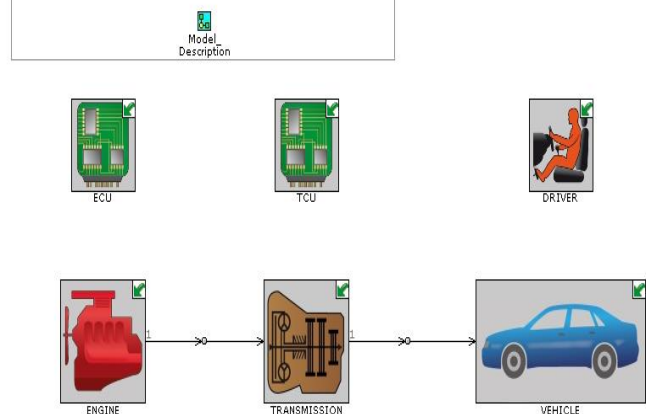 Model_
Description
ECU
TCU
DRIVER
1
1
ENGINE
TRANSMISSION
VEHICLE